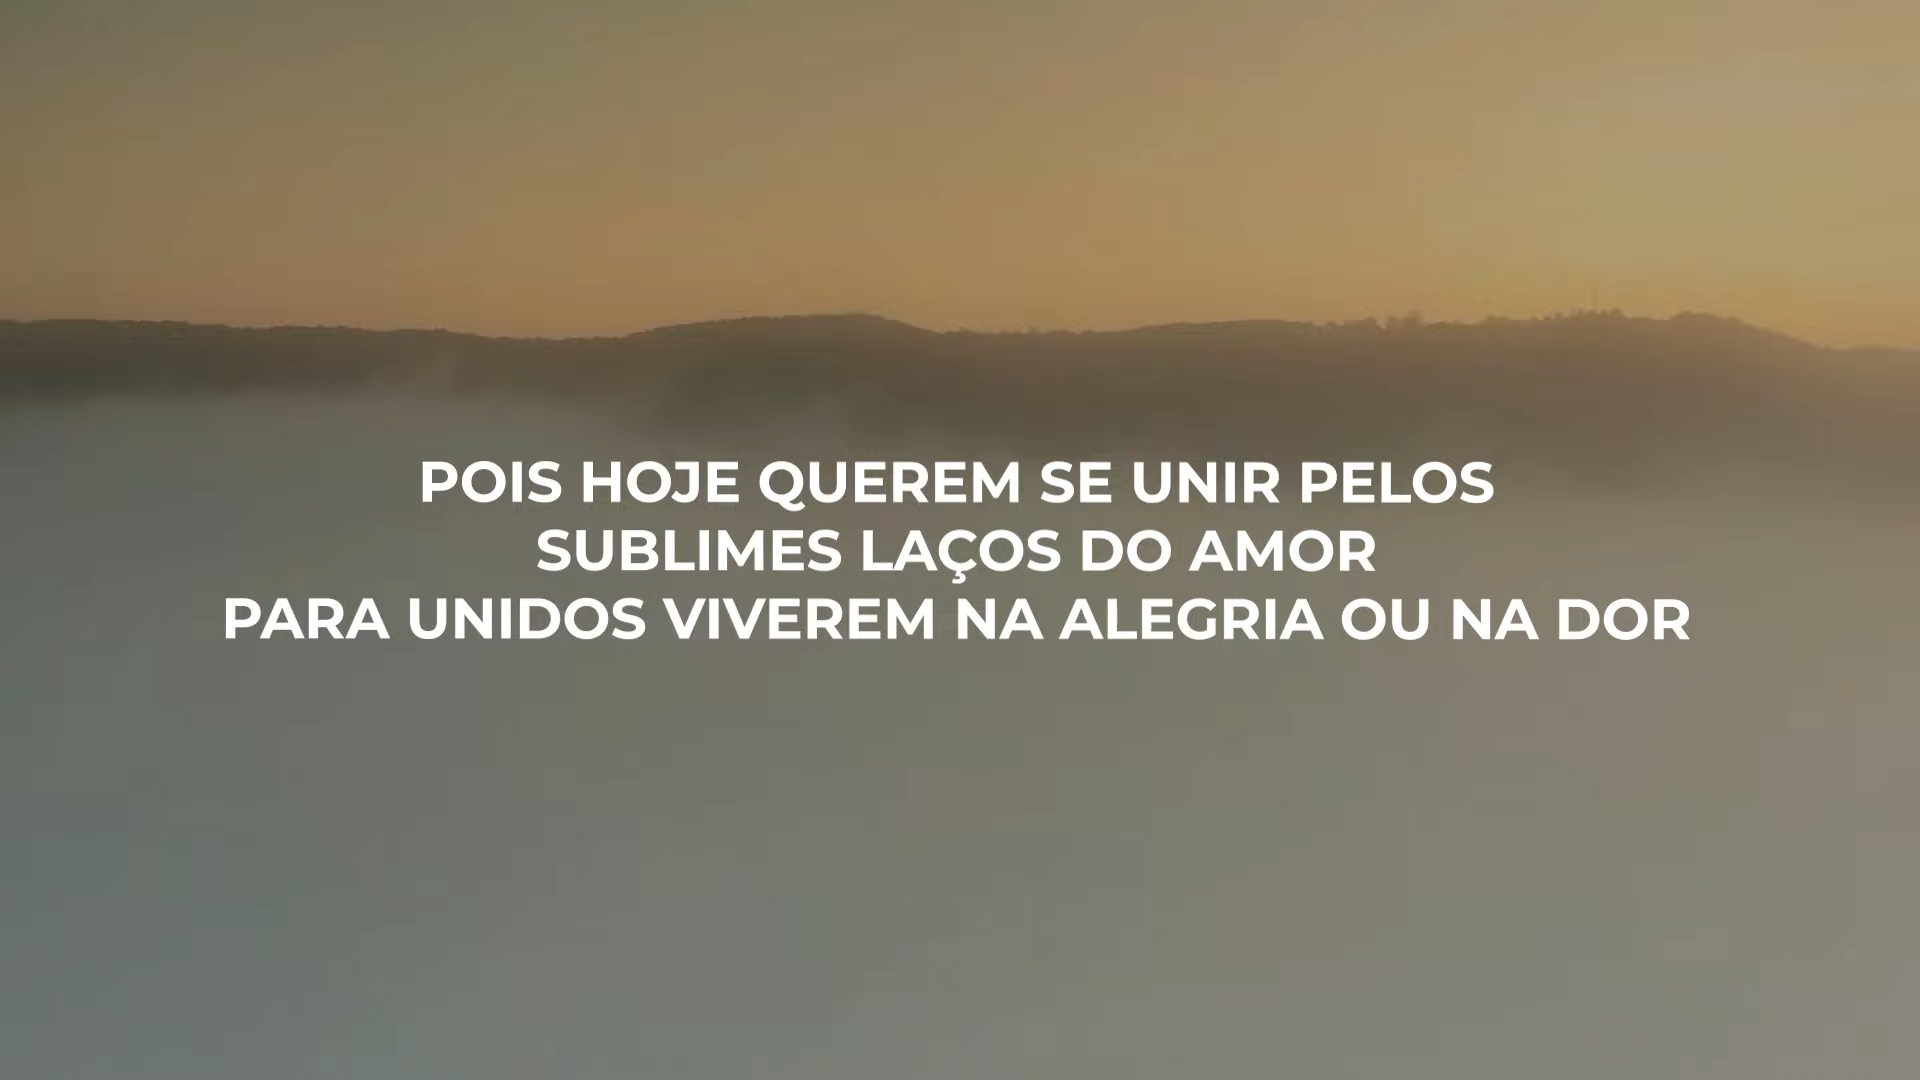 POIS HOJE QUEREM SE UNIR PELOS
SUBLIMES LAÇOS DO AMOR
PARA UNIDOS VIVEREM NA ALEGRIA OU NA DOR